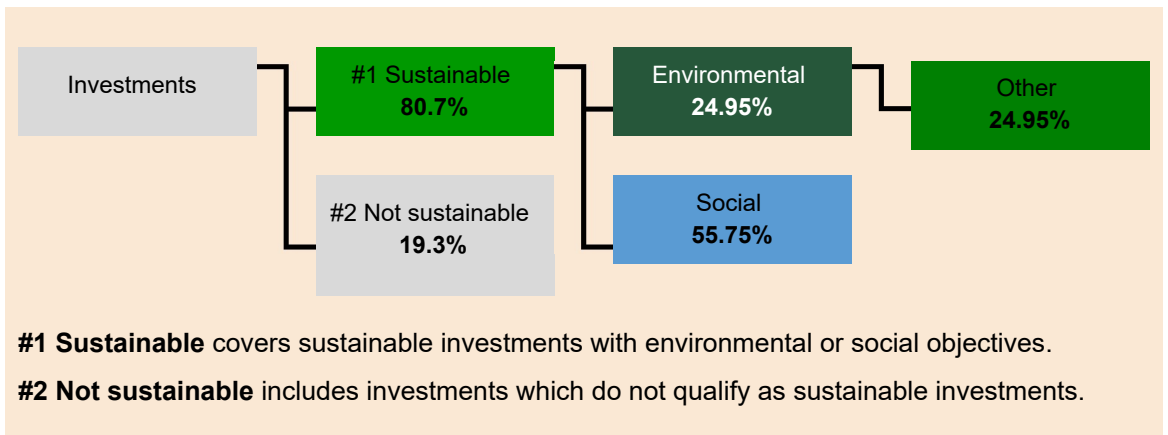 Investments
#1 Sustainable
80.7%
Environmental
24.95%
Other
24.95%
#2 Not sustainable
19.3%
Social
55.75%
#1 Sustainable covers sustainable investments with environmental or social objectives.
#2 Not sustainable includes investments which do not qualify as sustainable investments.